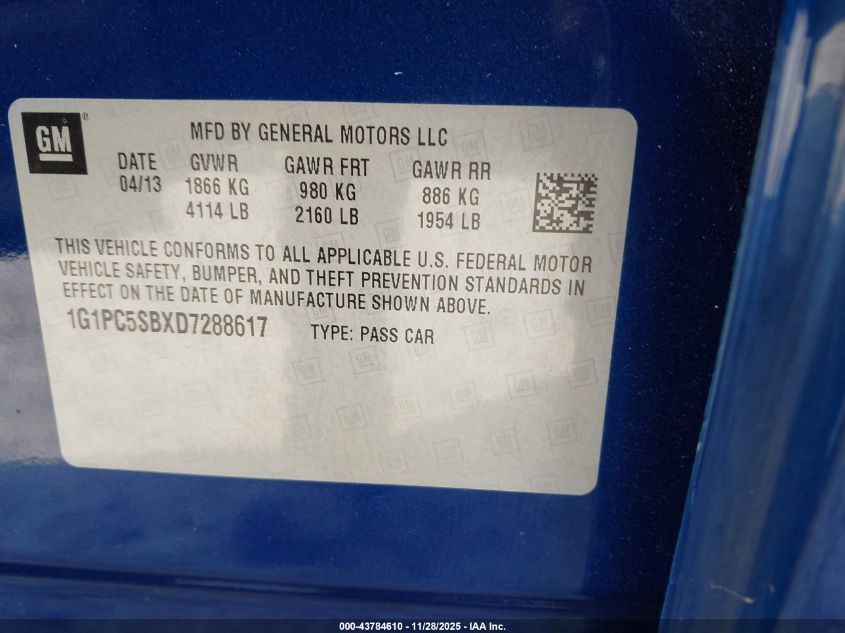 GM ®
MFD BY GENERAL MOTORS LLC
DATE GVWR GAWR FRT GAWR RR
04/13 1866 KG 980 KG 886 KG
4114 LB 2160 LB 1954 LB
THIS VEHICLE CONFORMS TO ALL APPLICABLE U.S. FEDERAL MOTOR
VEHICLE SAFETY, BUMPER, AND THEFT PREVENTION STANDARDS IN
EFFECT ON THE DATE OF MANUFACTURE SHOWN ABOVE.
1G1PC5SBXD7288617 TYPE: PASS CAR
000-43784610 - 11/28/2025 - IAA Inc.